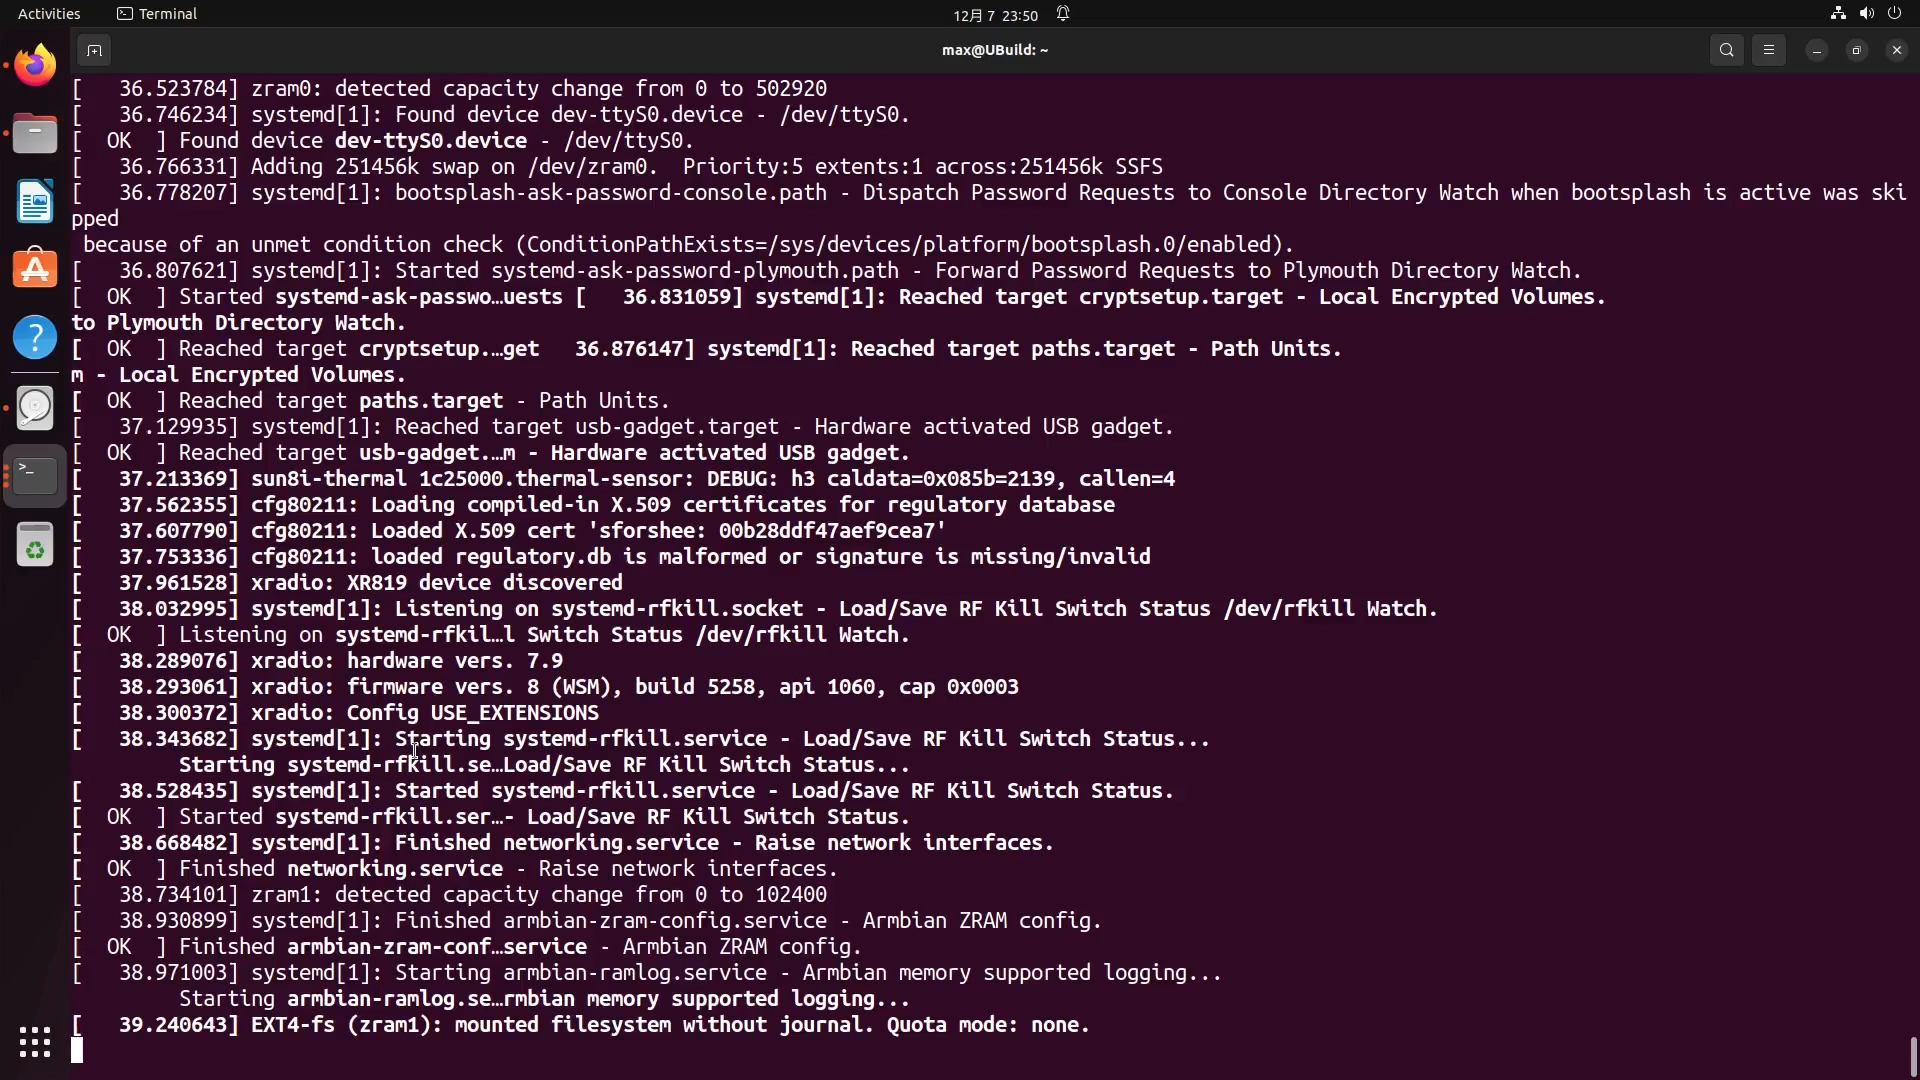 Activities
Terminal
12月 7 23:50
max@UBuild: ~
[   36.523784] zram0: detected capacity change from 0 to 502920
[   36.746234] systemd[1]: Found device dev-ttyS0.device - /dev/ttyS0.
[  OK  ] Found device dev-ttyS0.device - /dev/ttyS0.
[   36.766331] Adding 251456k swap on /dev/zram0.  Priority:5 extents:1 across:251456k SSFS
[   36.778207] systemd[1]: bootsplash-ask-password-console.path - Dispatch Password Requests to Console Directory Watch when bootsplash is active was ski
pped
 because of an unmet condition check (ConditionPathExists=/sys/devices/platform/bootsplash.0/enabled).
[   36.807621] systemd[1]: Started systemd-ask-password-plymouth.path - Forward Password Requests to Plymouth Directory Watch.
[  OK  ] Started systemd-ask-passwo…uests [   36.831059] systemd[1]: Reached target cryptsetup.target - Local Encrypted Volumes.
to Plymouth Directory Watch.
[  OK  ] Reached target cryptsetup.…get   36.876147] systemd[1]: Reached target paths.target - Path Units.
m - Local Encrypted Volumes.
[  OK  ] Reached target paths.target - Path Units.
[   37.129935] systemd[1]: Reached target usb-gadget.target - Hardware activated USB gadget.
[  OK  ] Reached target usb-gadget.…m - Hardware activated USB gadget.
[   37.213369] sun8i-thermal 1c25000.thermal-sensor: DEBUG: h3 caldata=0x085b=2139, callen=4
[   37.562355] cfg80211: Loading compiled-in X.509 certificates for regulatory database
[   37.607790] cfg80211: Loaded X.509 cert 'sforshee: 00b28ddf47aef9cea7'
[   37.753336] cfg80211: loaded regulatory.db is malformed or signature is missing/invalid
[   37.961528] xradio: XR819 device discovered
[   38.032995] systemd[1]: Listening on systemd-rfkill.socket - Load/Save RF Kill Switch Status /dev/rfkill Watch.
[  OK  ] Listening on systemd-rfkil…l Switch Status /dev/rfkill Watch.
[   38.289076] xradio: hardware vers. 7.9
[   38.293061] xradio: firmware vers. 8 (WSM), build 5258, api 1060, cap 0x0003
[   38.300372] xradio: Config USE_EXTENSIONS
[   38.343682] systemd[1]: Starting systemd-rfkill.service - Load/Save RF Kill Switch Status...
         Starting systemd-rfkill.se…Load/Save RF Kill Switch Status...
[   38.528435] systemd[1]: Started systemd-rfkill.service - Load/Save RF Kill Switch Status.
[  OK  ] Started systemd-rfkill.ser…- Load/Save RF Kill Switch Status.
[   38.668482] systemd[1]: Finished networking.service - Raise network interfaces.
[  OK  ] Finished networking.service - Raise network interfaces.
[   38.734101] zram1: detected capacity change from 0 to 102400
[   38.930899] systemd[1]: Finished armbian-zram-config.service - Armbian ZRAM config.
[  OK  ] Finished armbian-zram-conf…service - Armbian ZRAM config.
[   38.971003] systemd[1]: Starting armbian-ramlog.service - Armbian memory supported logging...
         Starting armbian-ramlog.se…rmbian memory supported logging...
[   39.240643] EXT4-fs (zram1): mounted filesystem without journal. Quota mode: none.